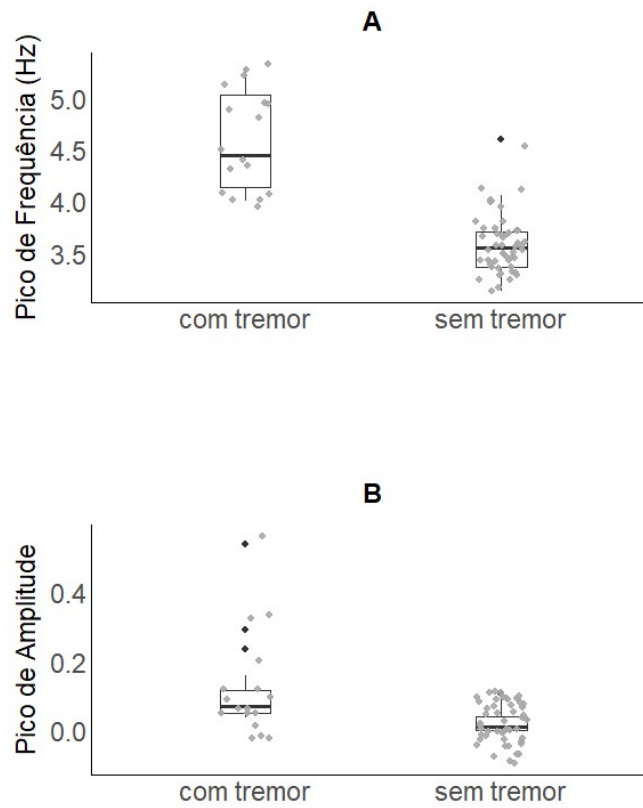 A
Pico de Frequência (Hz)
5.0
4.5
4.0
3.5
com tremor
sem tremor
B
Pico de Amplitude
0.4
0.2
0.0
com tremor
sem tremor